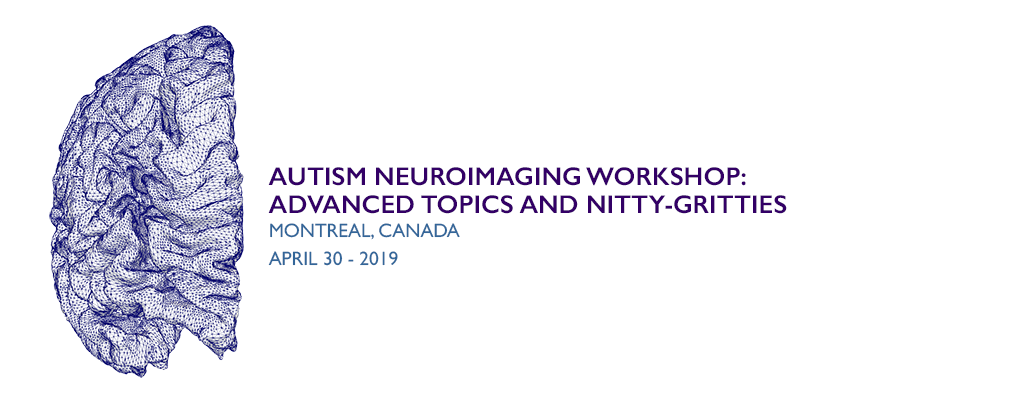 AUTISM NEUROIMAGING WORKSHOP:
ADVANCED TOPICS AND NITTY-GRITTIES
MONTREAL, CANADA
APRIL 30 - 2019